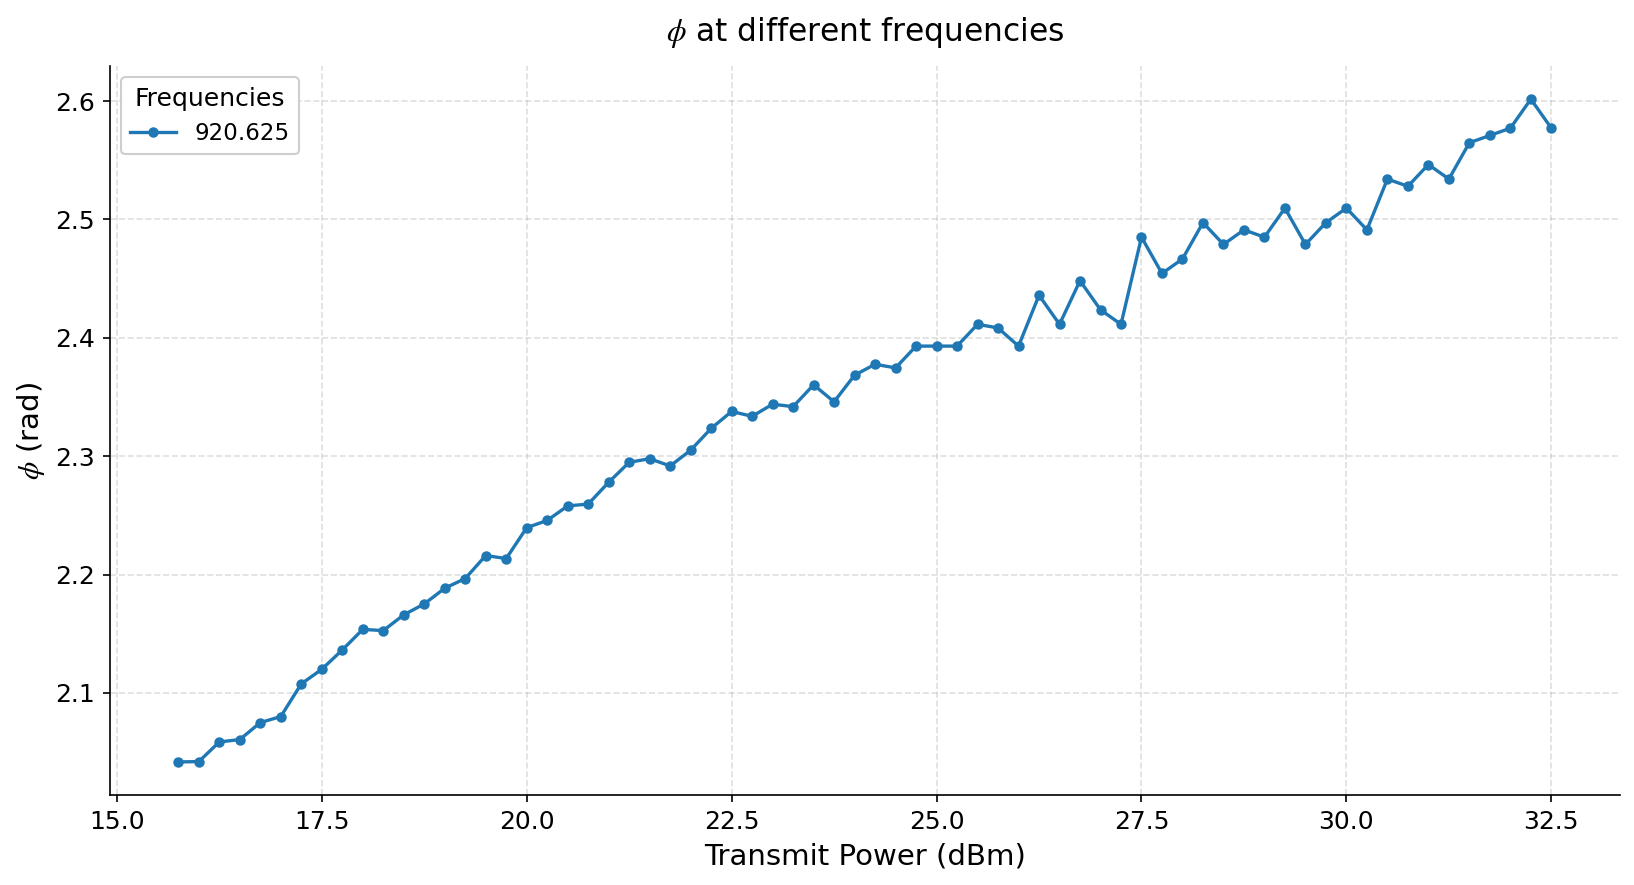 ϕ at different frequencies
Frequencies
920.625
2.6
2.5
2.4
2.3
2.2
2.1
ϕ (rad)
15.0 17.5 20.0 22.5 25.0 27.5 30.0 32.5
Transmit Power (dBm)